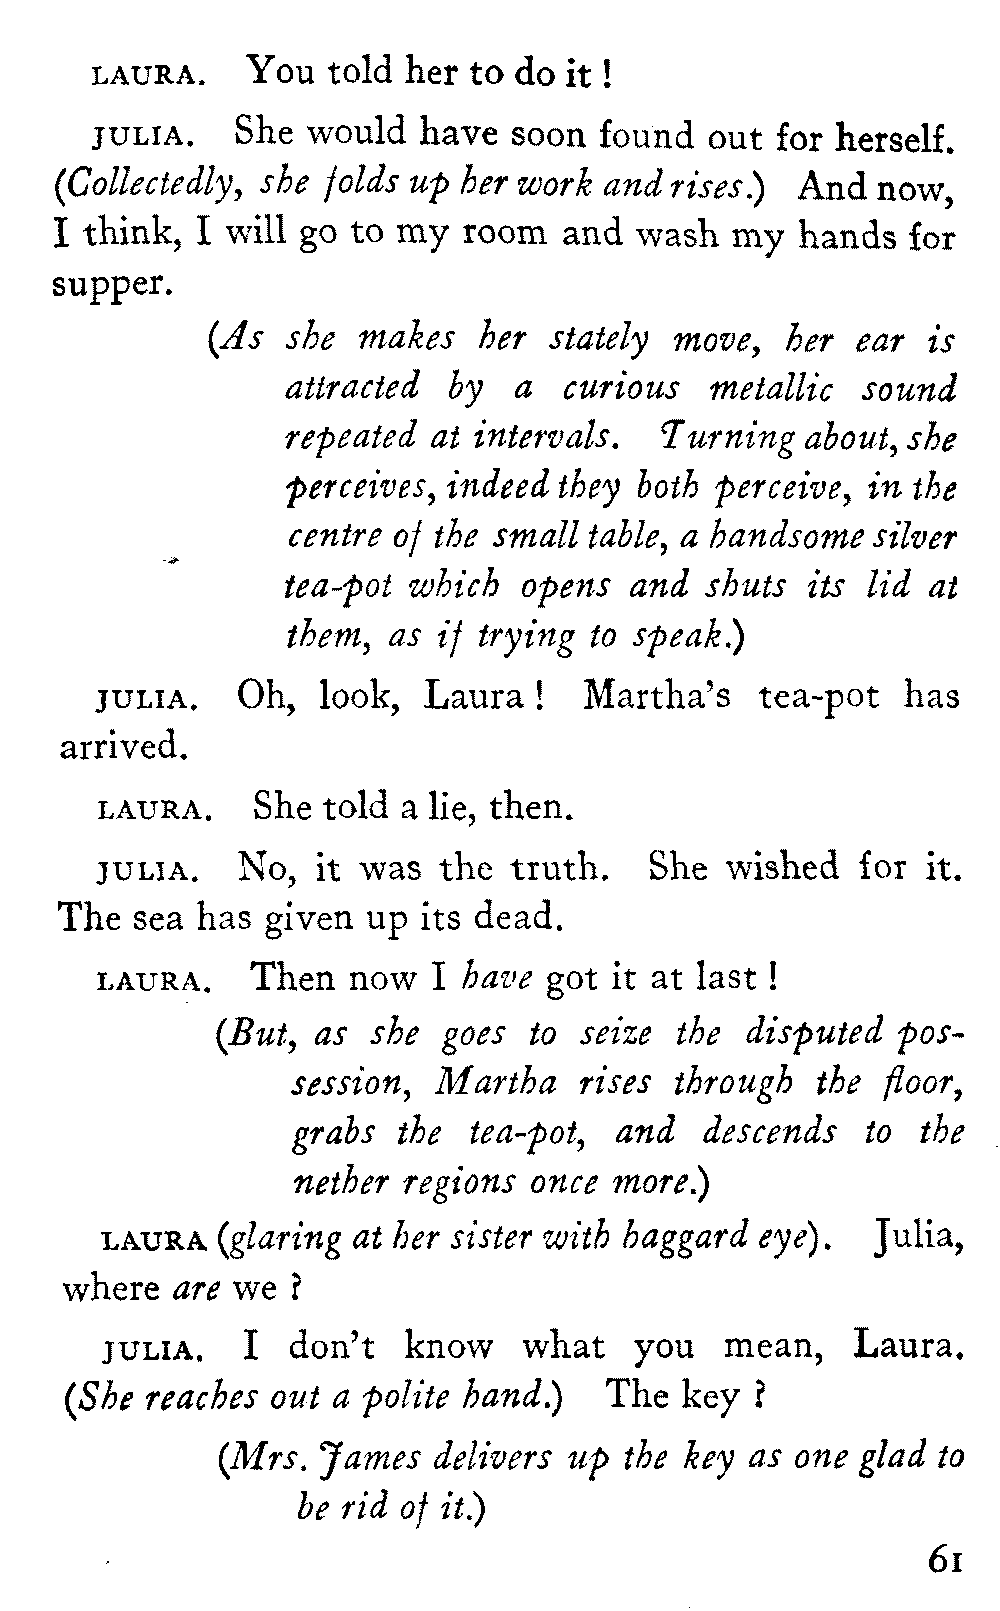 LAURA. You told her to do it !
JULIA. She would have soon found out for herself.
(Collectedly, she folds up her work and rises.) And now,
I think, I will go to my room and wash my hands for
supper.
(As she makes her stately move, her ear is
attracted by a curious metallic sound
repeated at intervals. Turning about, she
perceives, indeed they both perceive, in the
centre of the small table, a handsome silver
tea-pot which opens and shuts its lid at
them, as if trying to speak.)
JULIA. Oh, look, Laura ! Martha's tea-pot has
arrived.
LAURA. She told a lie, then.
JULIA. No, it was the truth. She wished for it.
The sea has given up its dead.
LAURA. Then now I have got it at last !
(But, as she goes to seize the disputed pos-
session, Martha rises through the floor,
grabs the tea-pot, and descends to the
nether regions once more.)
LAURA (glaring at her sister with haggard eye). Julia,
where are we ?
JULIA. I don't know what you mean, Laura.
(She reaches out a polite hand.) The key ?
(Mrs. James delivers up the key as one glad to
be rid of it.)
61